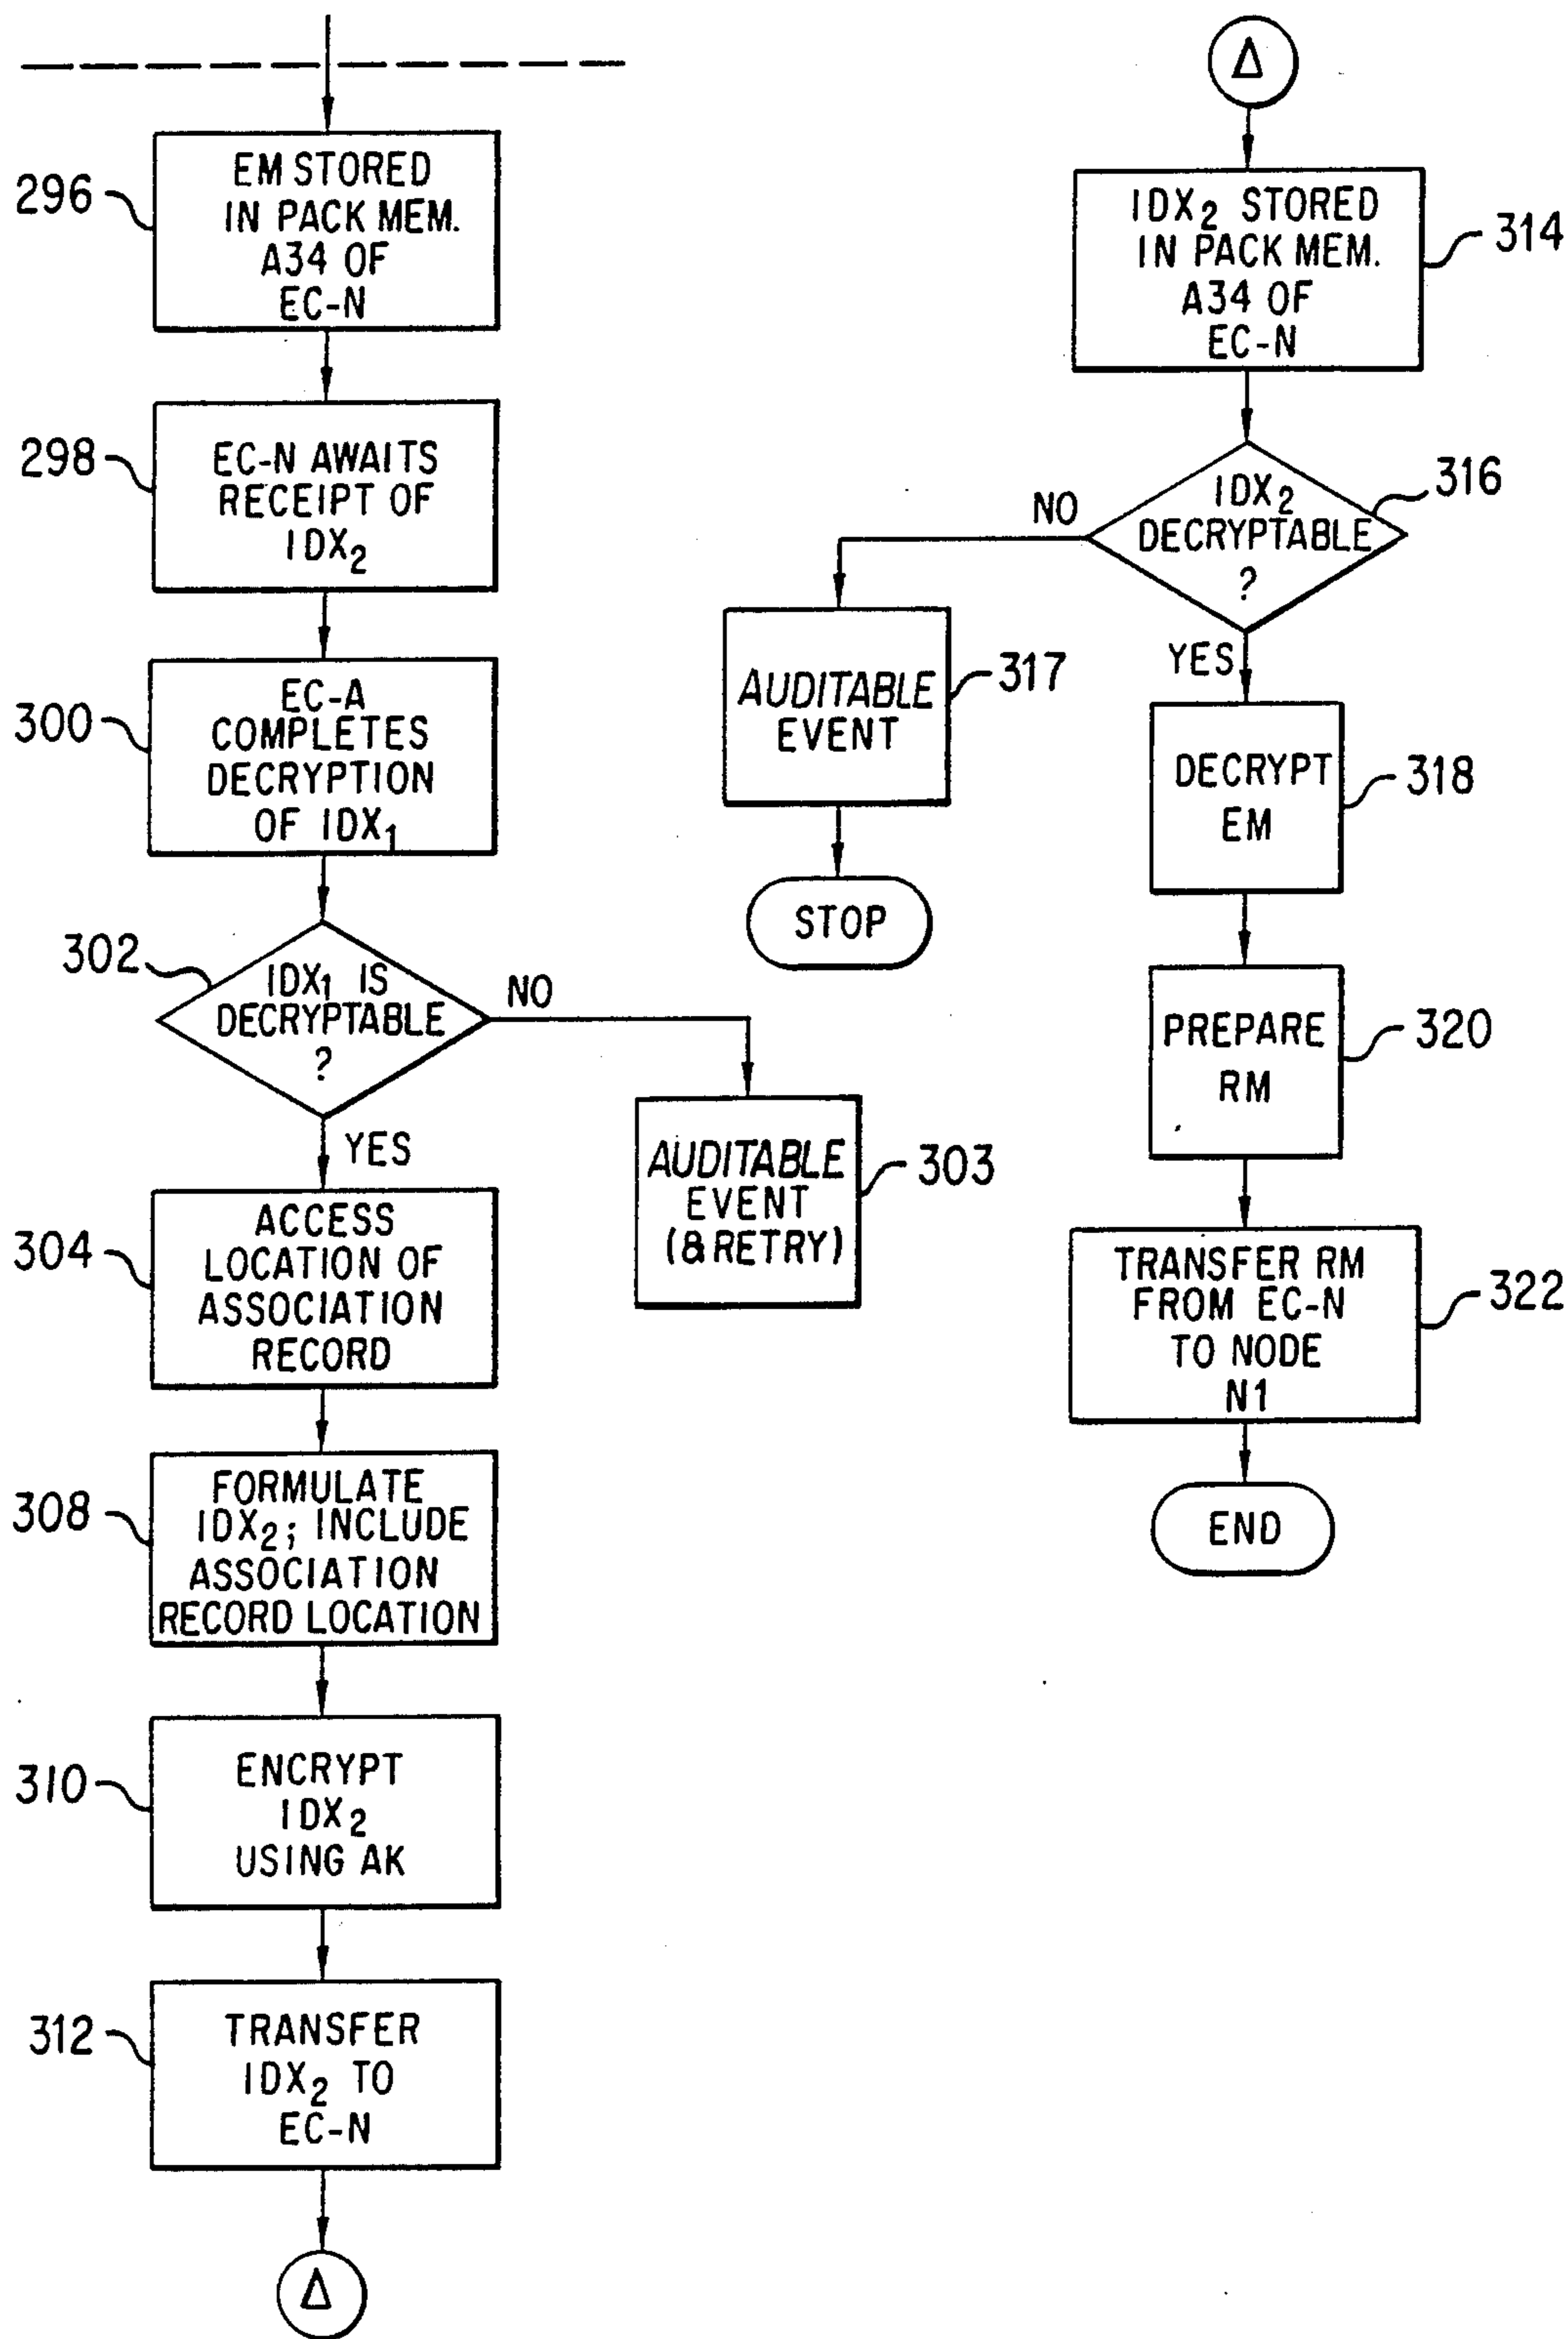 296
EM STORED
IN PACK MEM.
A34 OF
EC-N
298
EC-N AWAITS
RECEIPT OF
IDX₂
300
EC-A
COMPLETES
DECRYPTION
OF IDX₁
302
IDX₁ IS
DECRYPTABLE
?
NO
YES
AUDITABLE
EVENT
(& RETRY)
303
304
ACCESS
LOCATION OF
ASSOCIATION
RECORD
308
FORMULATE
IDX₂; INCLUDE
ASSOCIATION
RECORD LOCATION
310
ENCRYPT
IDX₂
USING AK
312
TRANSFER
IDX₂ TO
EC-N
Δ
Δ
IDX₂ STORED
IN PACK MEM.
A34 OF
EC-N
314
IDX₂
DECRYPTABLE
?
316
NO
YES
AUDITABLE
EVENT
317
STOP
DECRYPT
EM
318
PREPARE
RM
320
TRANSFER RM
FROM EC-N
TO NODE
N1
322
END